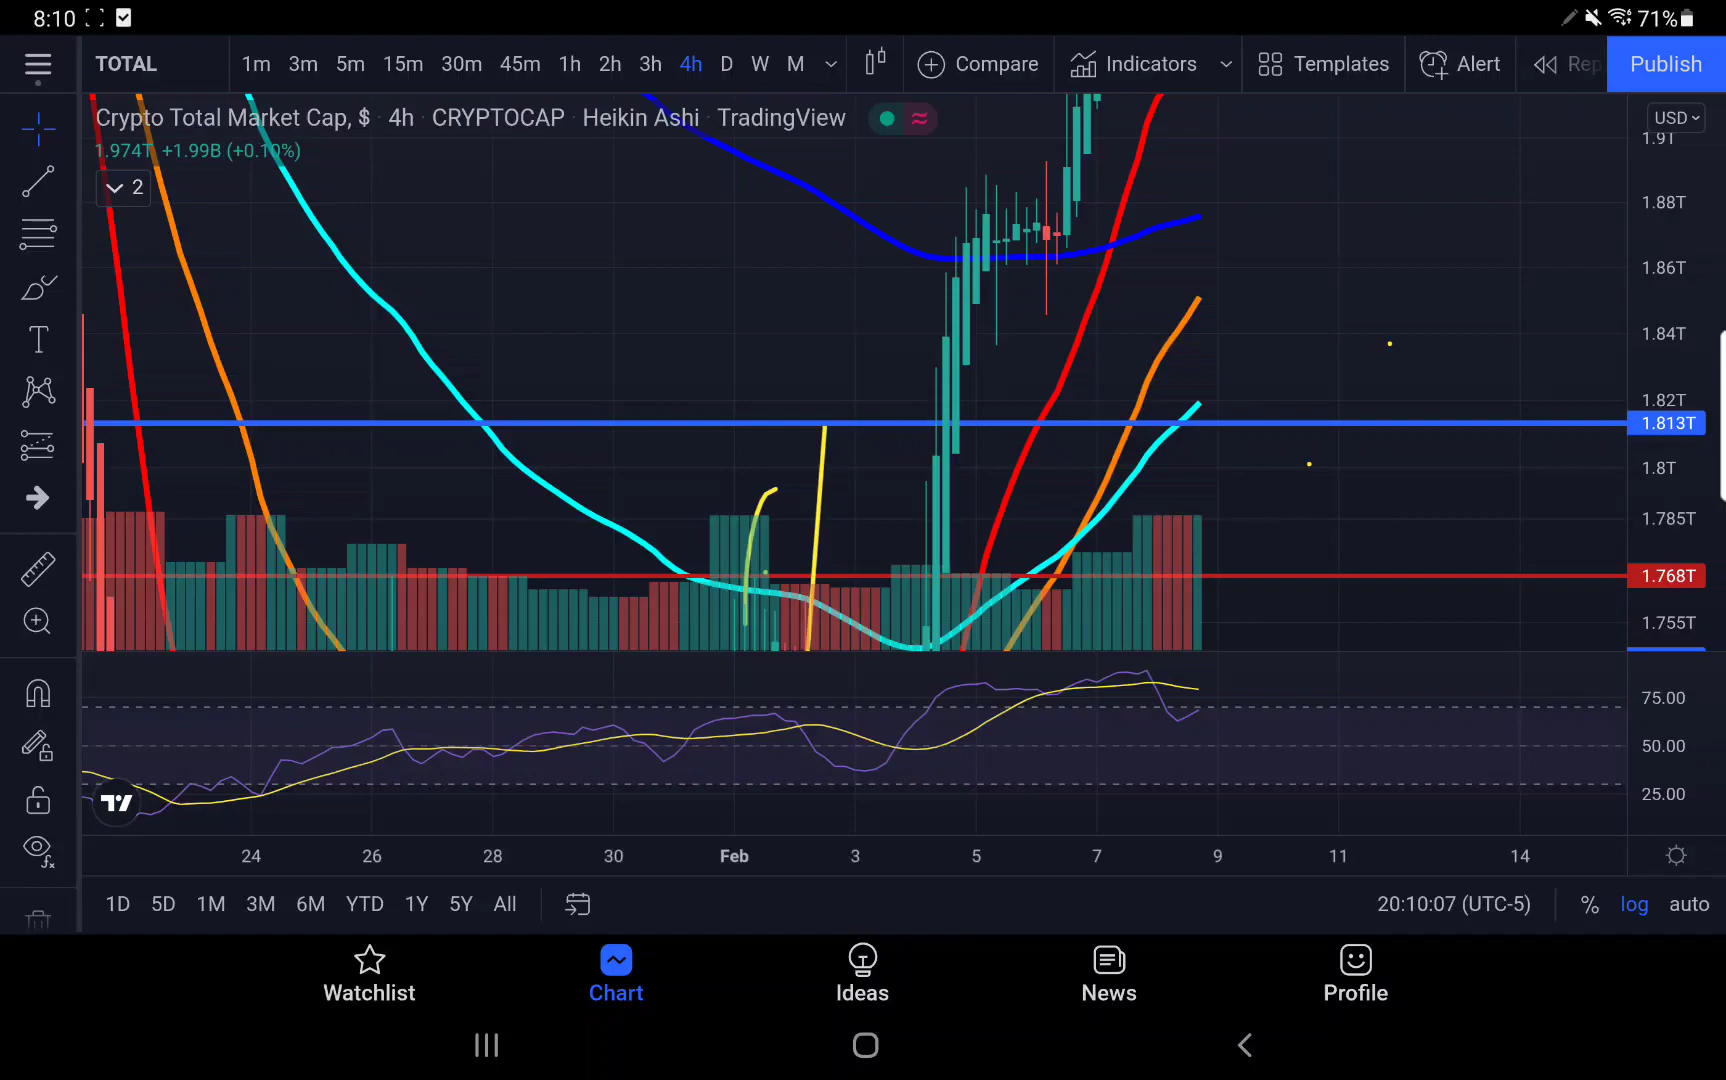 8:10 71%
TOTAL 1m 3m 5m 15m 30m 45m 1h 2h 3h 4h D W M Compare Indicators Templates Alert Rep Publish
Crypto Total Market Cap, $ · 4h · CRYPTOCAP · Heikin Ashi · TradingView
USD
1.974T +1.99B (+0.10%)
2
1.91T
1.88T
1.86T
1.84T
1.82T
1.813T
1.8T
1.785T
1.768T
1.755T
75.00
50.00
25.00
24 26 28 30 Feb 3 5 7 9 11 14
1D 5D 1M 3M 6M YTD 1Y 5Y All 20:10:07 (UTC-5) % log auto
Watchlist Chart Ideas News Profile